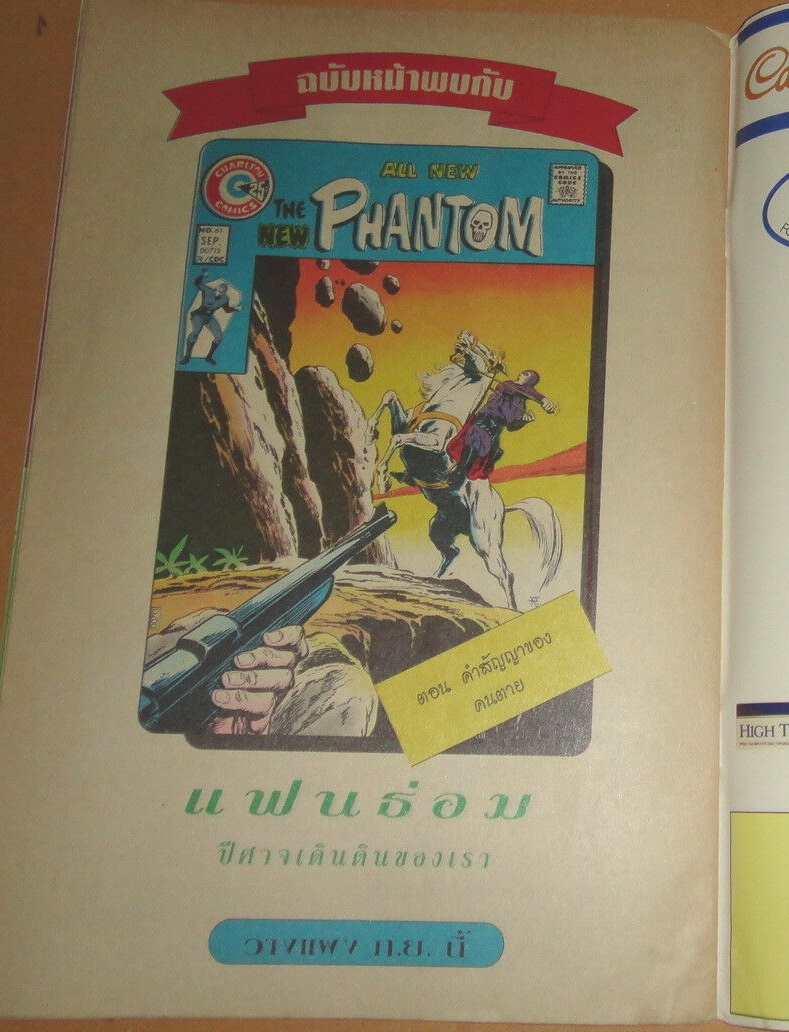 ฉบับหน้าพบกับ
CHARLTON
COMICS
25¢
ALL NEW
APPROVED
BY THE
COMICS
CODE
AUTHORITY
THE
NEW
PHANTOM
NO. 61
SEP.
00713
74/CDC
ตอน คำสัญญาของ
คนตาย
แฟนธ่อม
ปีศาจเดินดินของเรา
วางแผง ก.ย. นี้
HIGH T